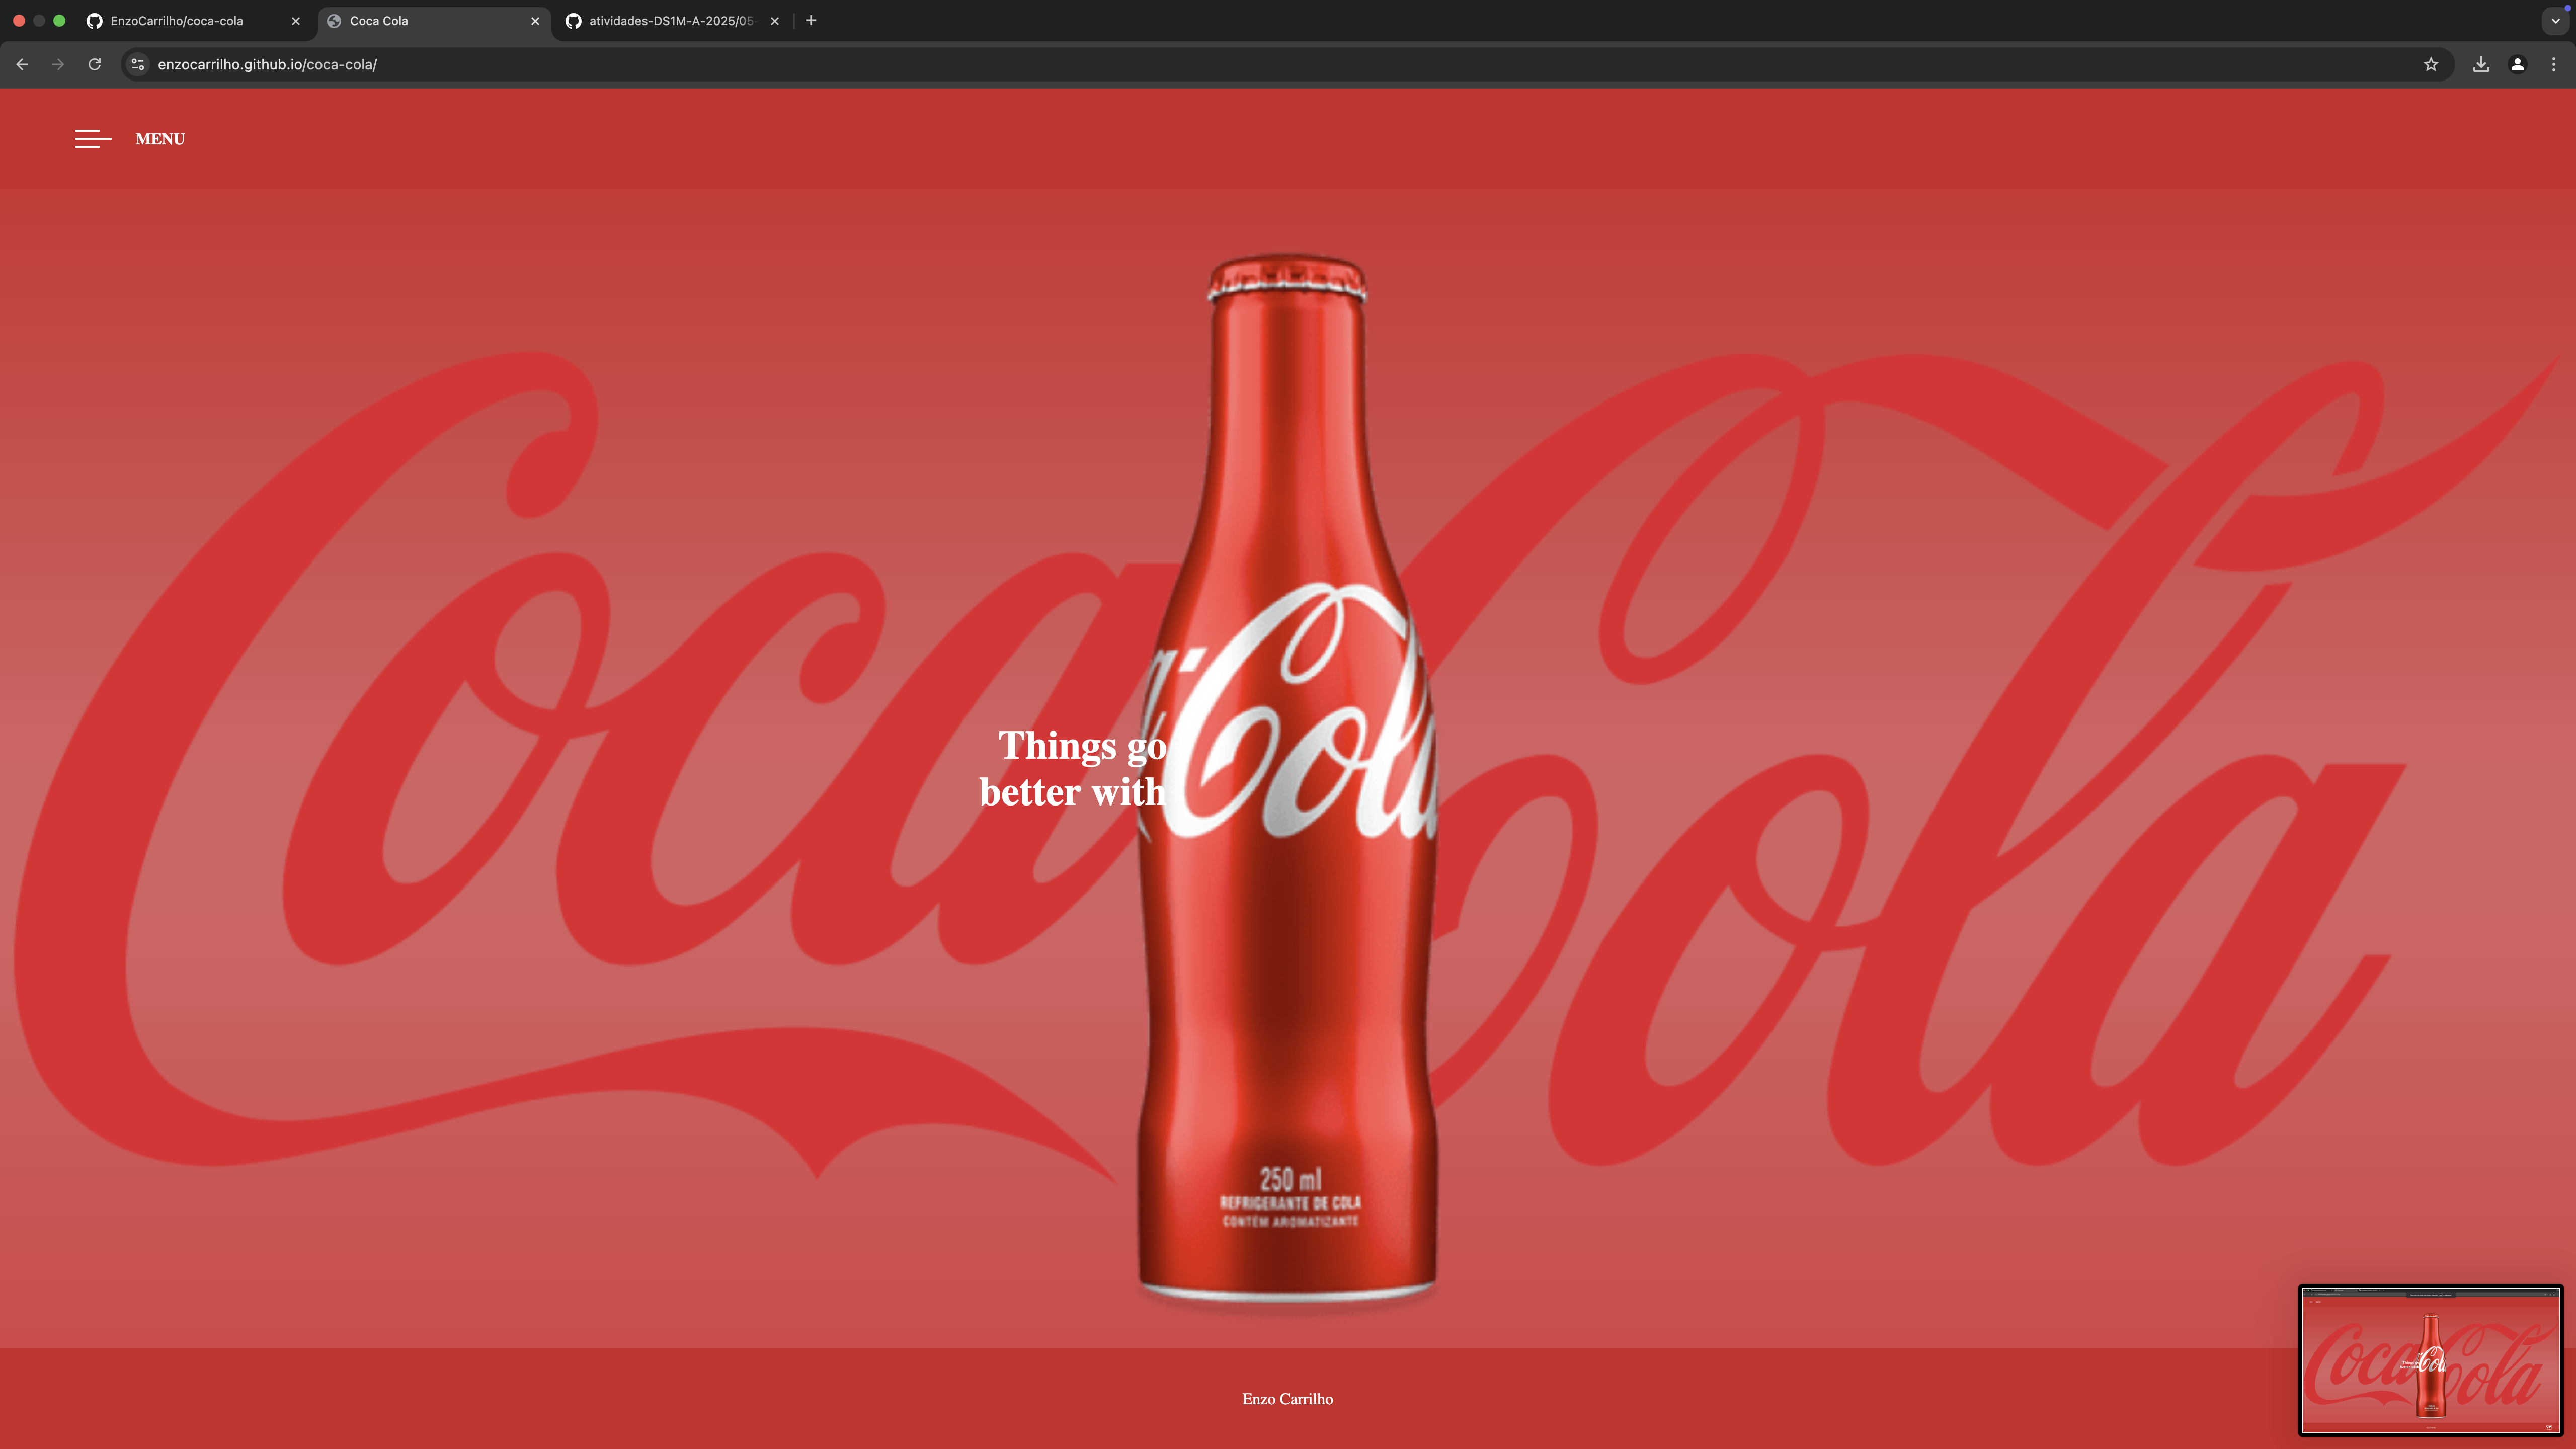 EnzoCarrilho/coca-cola
Coca Cola
atividades-DS1M-A-2025/05
enzocarrilho.github.io/coca-cola/
MENU
Coca Cola
Cola
Things go
better with
250 ml
REFRIGERANTE DE COLA
CONTÉM AROMATIZANTE
Enzo Carrilho